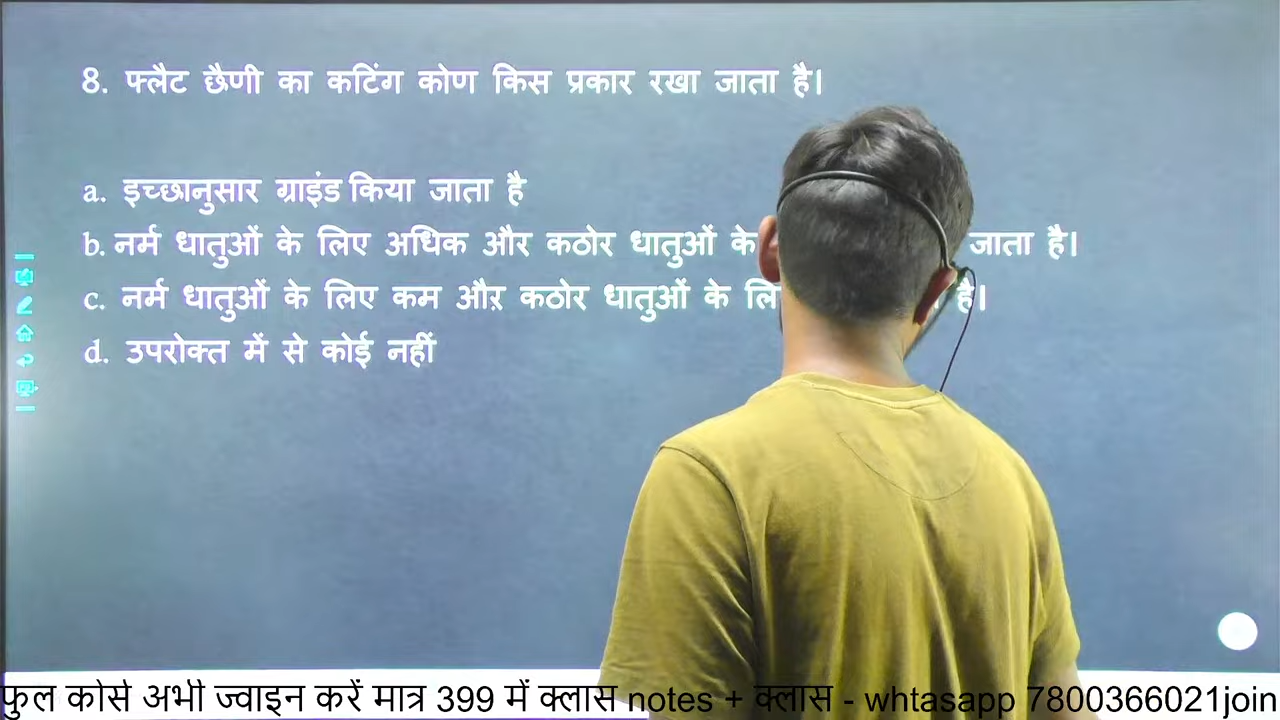 8. फ्लैट छैणी का कटिंग कोण किस प्रकार रखा जाता है।
a. इच्छानुसार ग्राइंड किया जाता है
b. नर्म धातुओं के लिए अधिक और कठोर धातुओं के जाता है।
c. नर्म धातुओं के लिए कम औऱ कठोर धातुओं के है।
d. उपरोक्त में से कोई नहीं
फुल कोर्स अभी ज्वाइन करें मात्र 399 में क्लास notes + क्लास - whtasapp 7800366021join